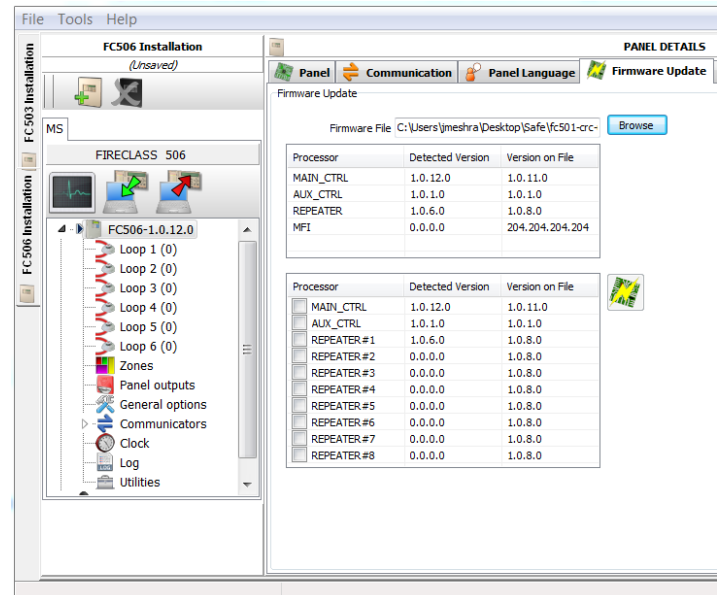 File Tools Help
FC503 Installation
FC506 Installation
FC506 Installation
(Unsaved)
MS
FIRECLASS 506
FC506-1.0.12.0
Loop 1 (0)
Loop 2 (0)
Loop 3 (0)
Loop 4 (0)
Loop 5 (0)
Loop 6 (0)
Zones
Panel outputs
General options
Communicators
Clock
Log
Utilities
PANEL DETAILS
Panel Communication Panel Language Firmware Update
Firmware Update
Firmware File C:\Users\jmeshra\Desktop\Safe\fc501-crc- Browse
Processor Detected Version Version on File
MAIN_CTRL 1.0.12.0 1.0.11.0
AUX_CTRL 1.0.1.0 1.0.1.0
REPEATER 1.0.6.0 1.0.8.0
MFI 0.0.0.0 204.204.204.204
Processor Detected Version Version on File
MAIN_CTRL 1.0.12.0 1.0.11.0
AUX_CTRL 1.0.1.0 1.0.1.0
REPEATER#1 1.0.6.0 1.0.8.0
REPEATER#2 0.0.0.0 1.0.8.0
REPEATER#3 0.0.0.0 1.0.8.0
REPEATER#4 0.0.0.0 1.0.8.0
REPEATER#5 0.0.0.0 1.0.8.0
REPEATER#6 0.0.0.0 1.0.8.0
REPEATER#7 0.0.0.0 1.0.8.0
REPEATER#8 0.0.0.0 1.0.8.0